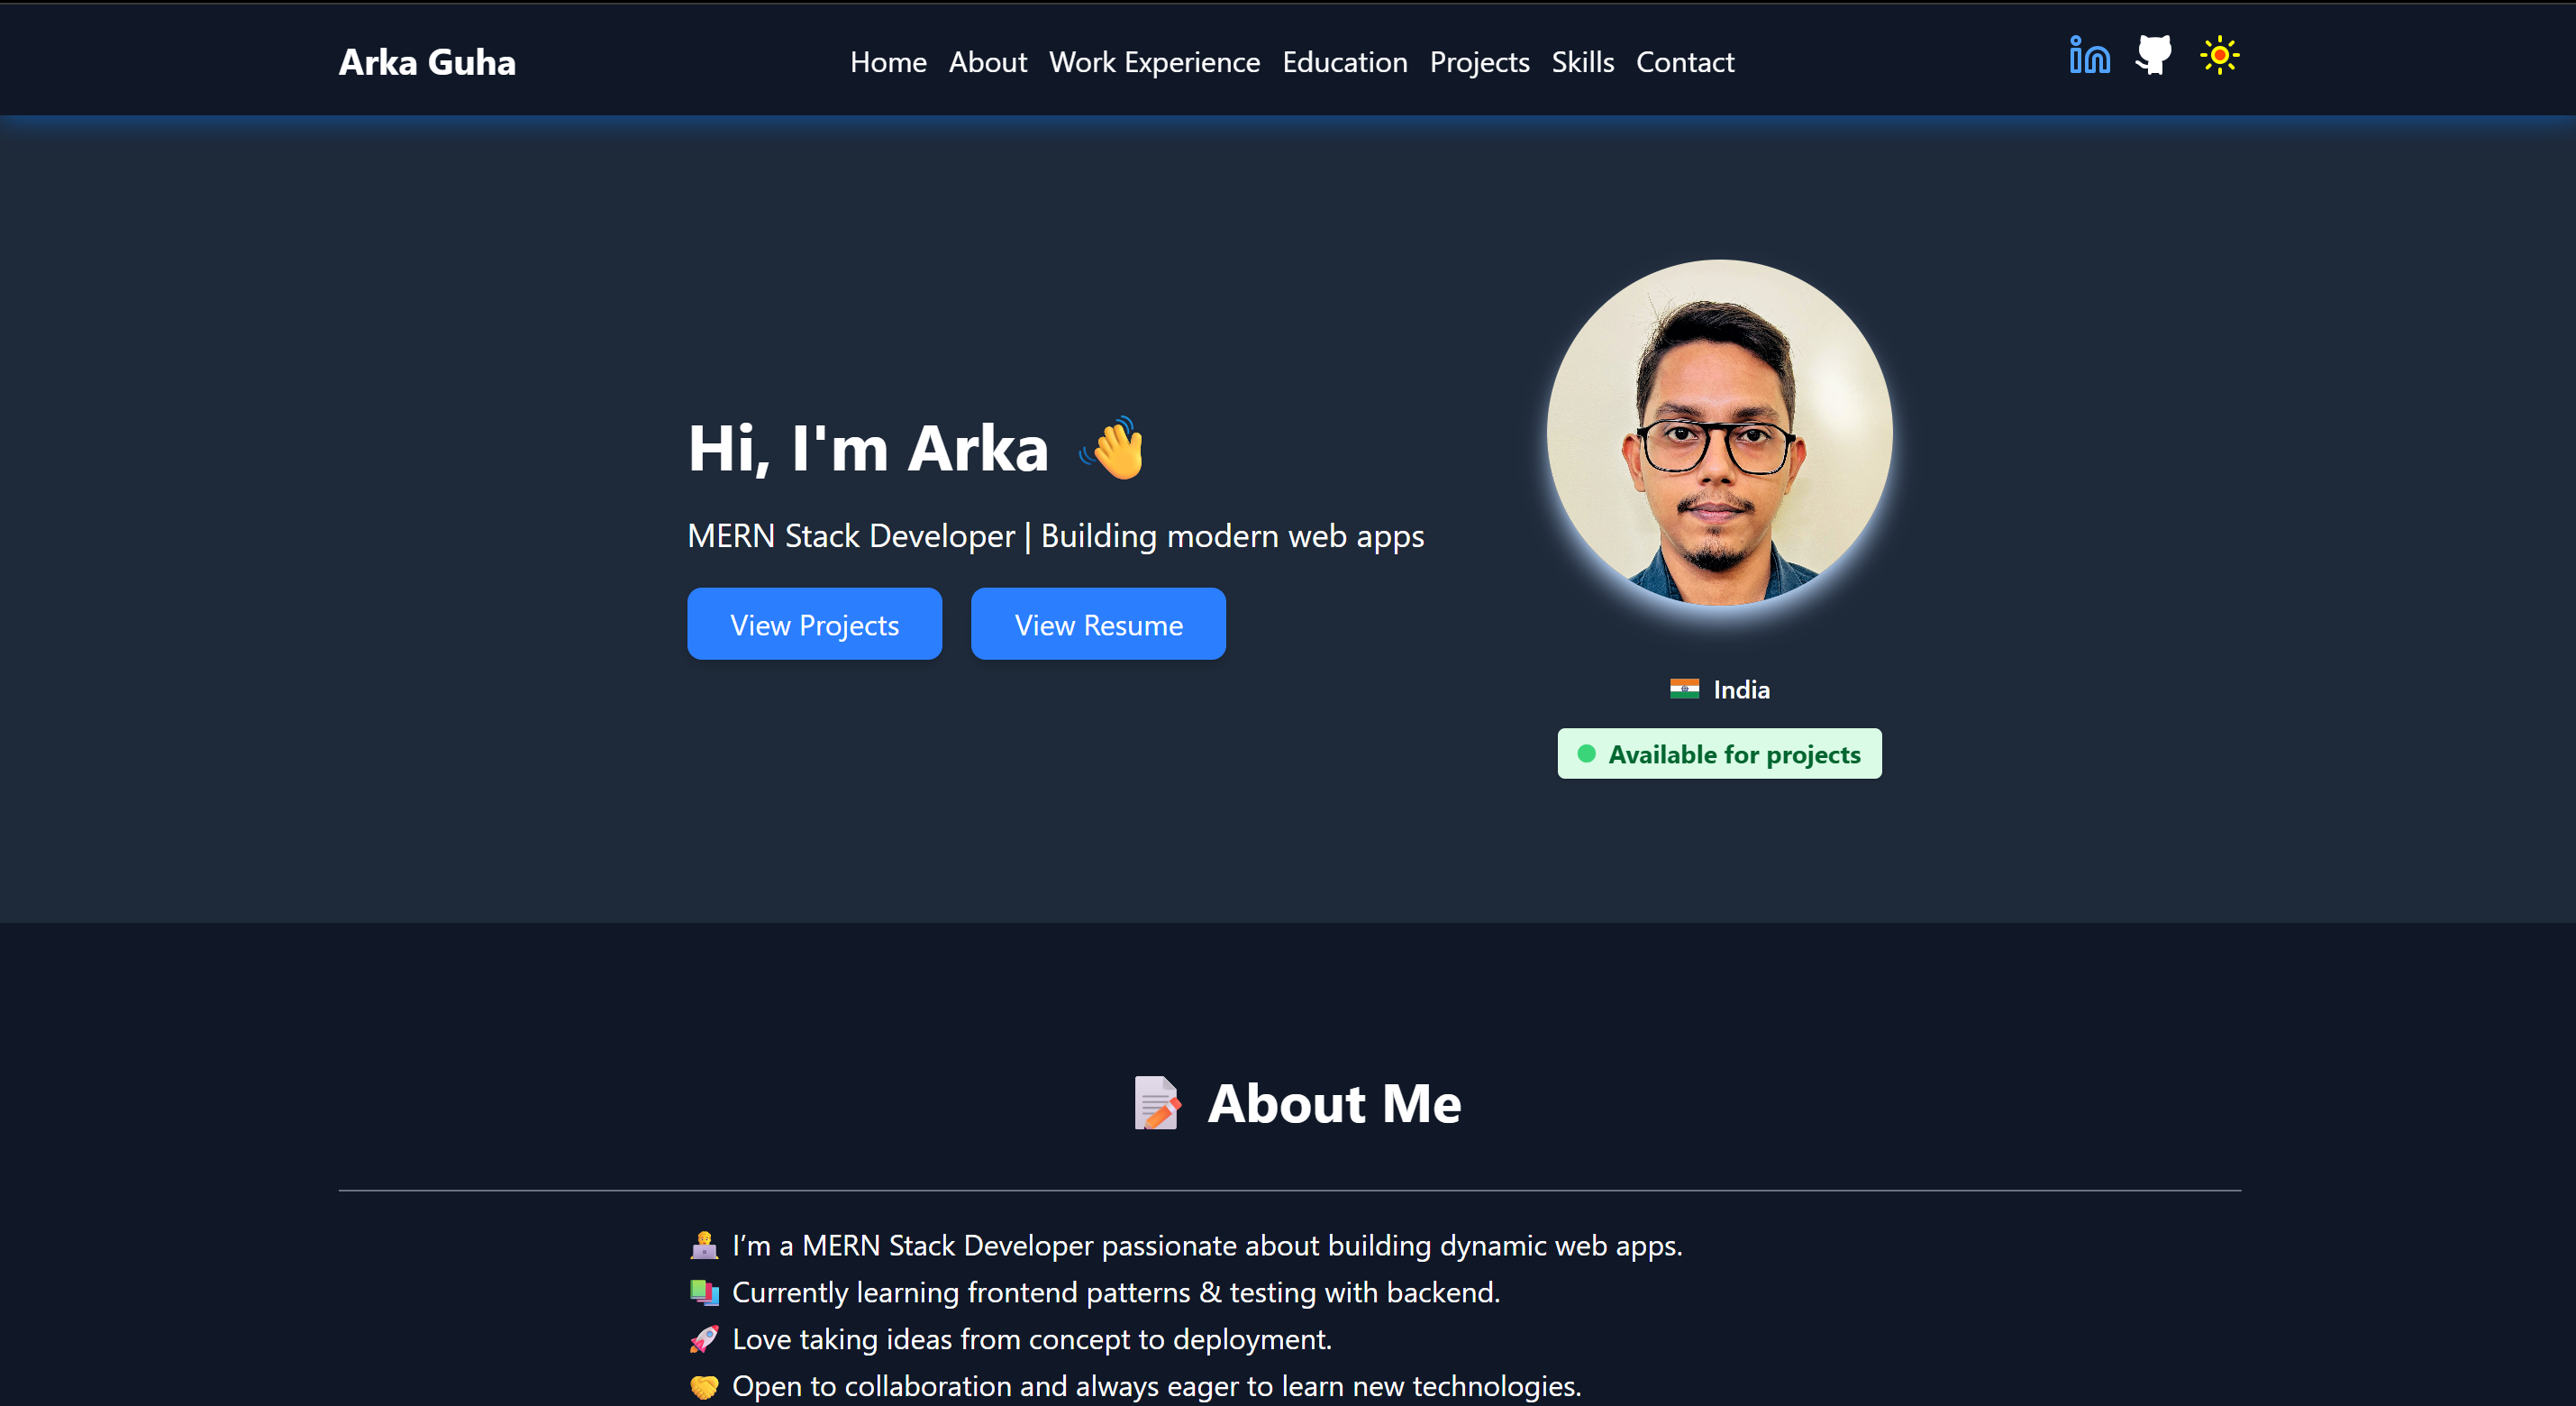 Arka Guha
Home About Work Experience Education Projects Skills Contact
Hi, I'm Arka 👋
MERN Stack Developer | Building modern web apps
View Projects View Resume
India
Available for projects
📝 About Me
🧑‍💻 I’m a MERN Stack Developer passionate about building dynamic web apps.
📚 Currently learning frontend patterns & testing with backend.
🚀 Love taking ideas from concept to deployment.
🤝 Open to collaboration and always eager to learn new technologies.